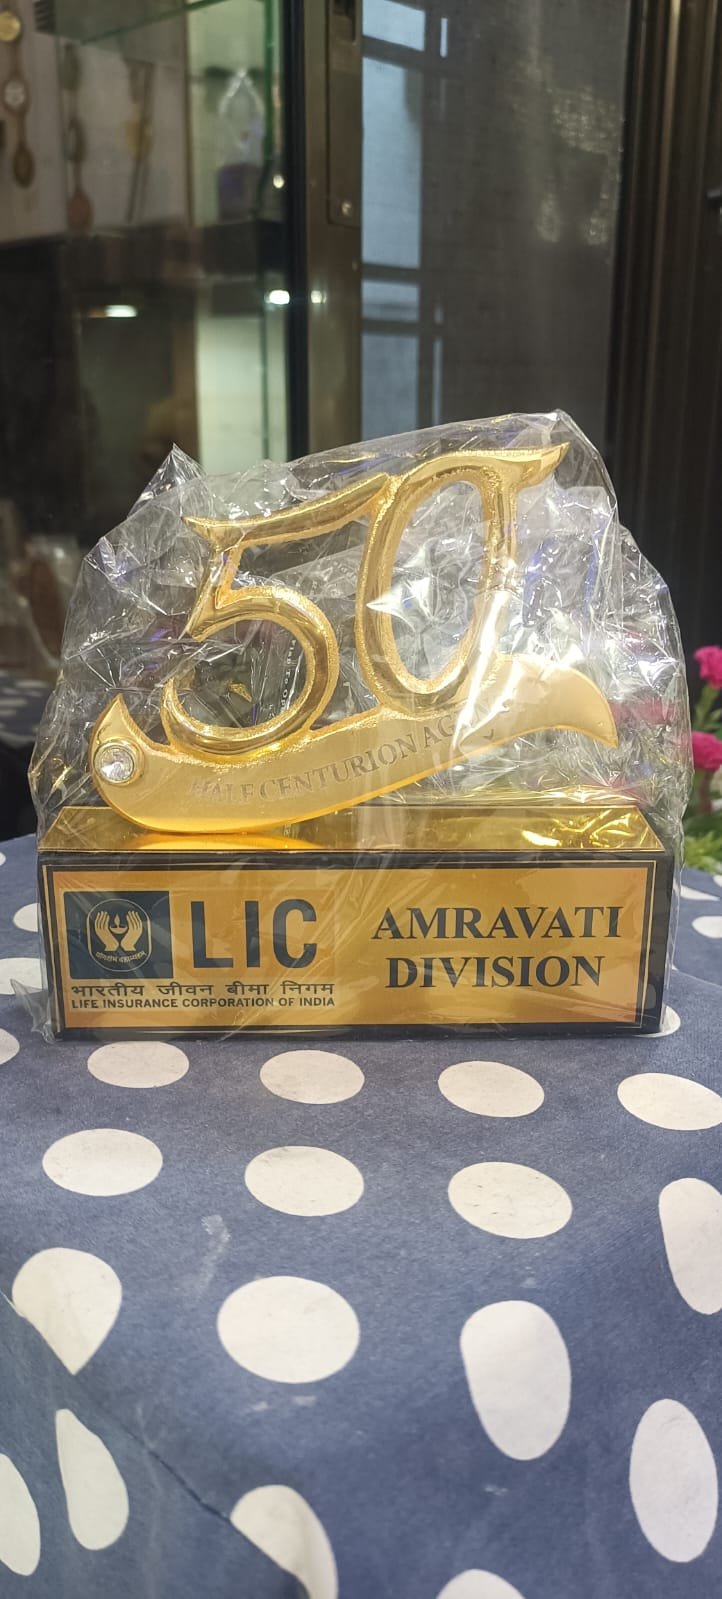 50
HALF CENTURION
LIC
भारतीय जीवन बीमा निगम
LIFE INSURANCE CORPORATION OF INDIA
AMRAVATI
DIVISION